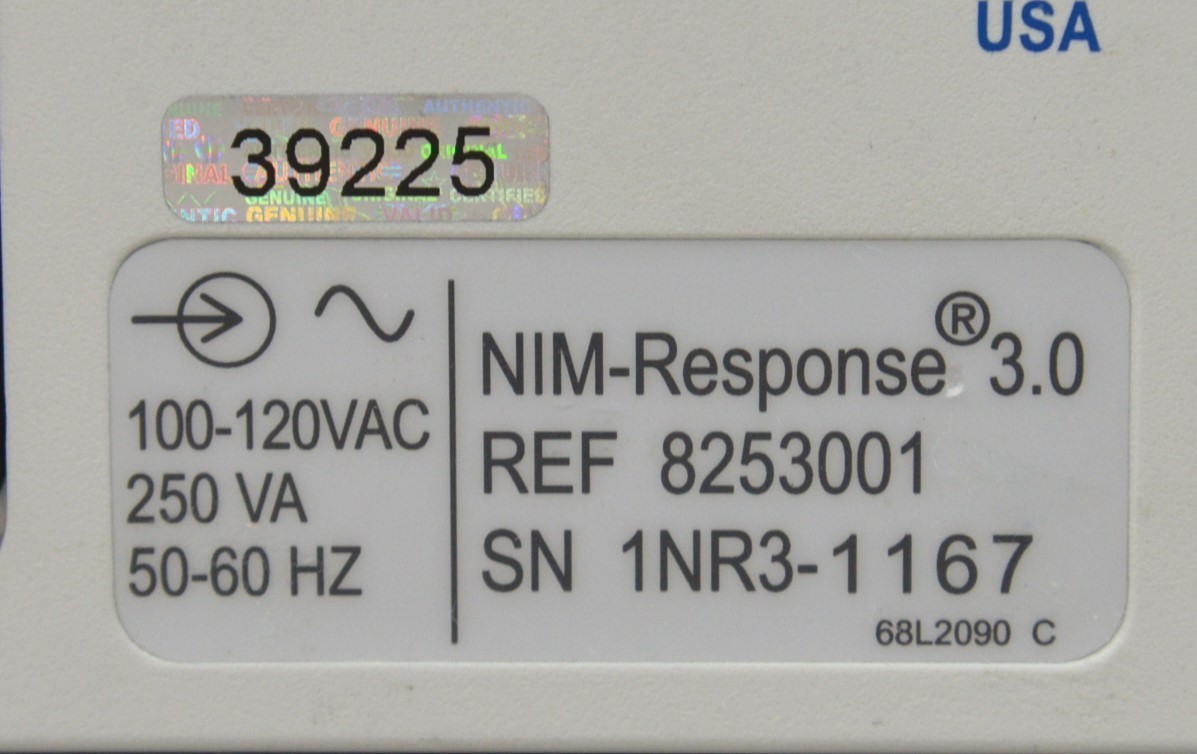 USA
39225
100-120VAC
250 VA
50-60 HZ
NIM-Response® 3.0
REF 8253001
SN 1NR3-1167
68L2090 C